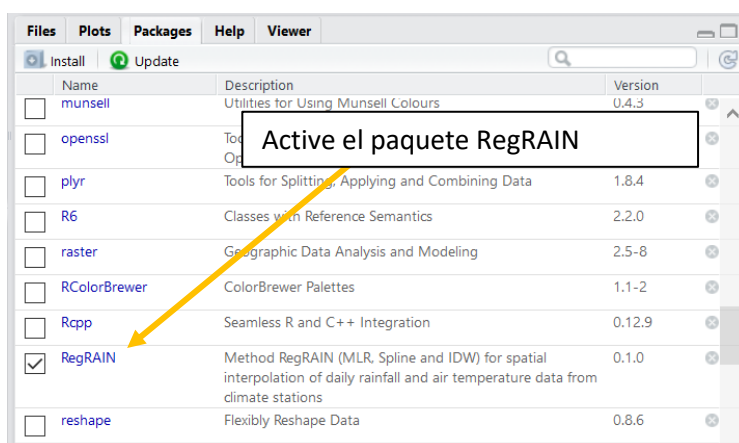 Files Plots Packages Help Viewer
Install Update
Name Description Version
munsell Utilities for Using Munsell Colours 0.4.3
Active el paquete RegRAIN
openssl
plyr Tools for Splitting, Applying and Combining Data 1.8.4
R6 Classes with Reference Semantics 2.2.0
raster Geographic Data Analysis and Modeling 2.5-8
RColorBrewer ColorBrewer Palettes 1.1-2
Rcpp Seamless R and C++ Integration 0.12.9
RegRAIN Method RegRAIN (MLR, Spline and IDW) for spatial 0.1.0
interpolation of daily rainfall and air temperature data from
climate stations
reshape Flexibly Reshape Data 0.8.6